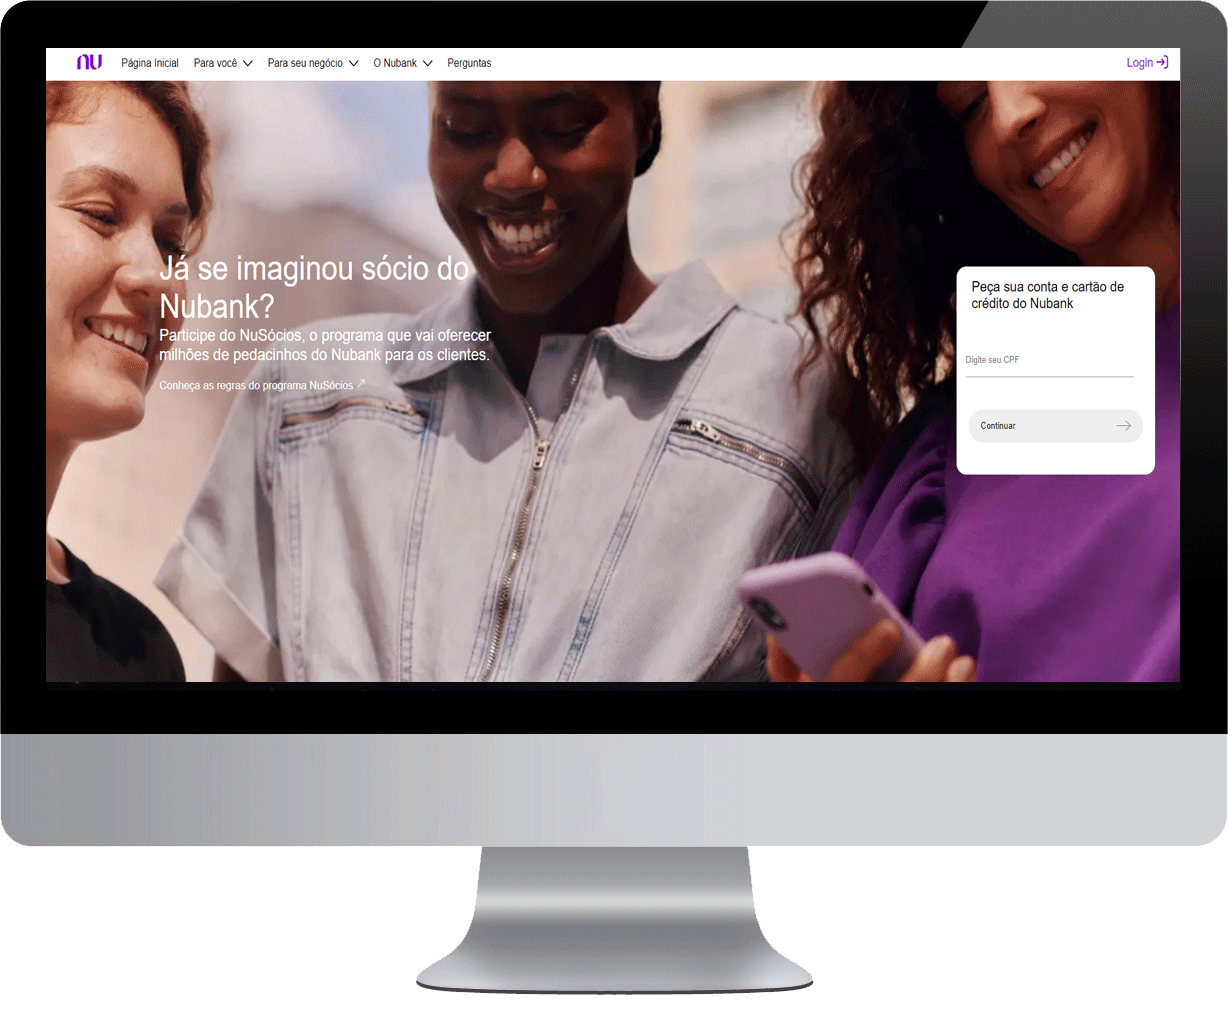 nu Página Inicial Para você Para seu negócio O Nubank Perguntas Login
Já se imaginou sócio do
Nubank?
Participe do NuSócios, o programa que vai oferecer
milhões de pedacinhos do Nubank para os clientes.
Conheça as regras do programa NuSócios
Peça sua conta e cartão de
crédito do Nubank
Digite seu CPF
Continuar